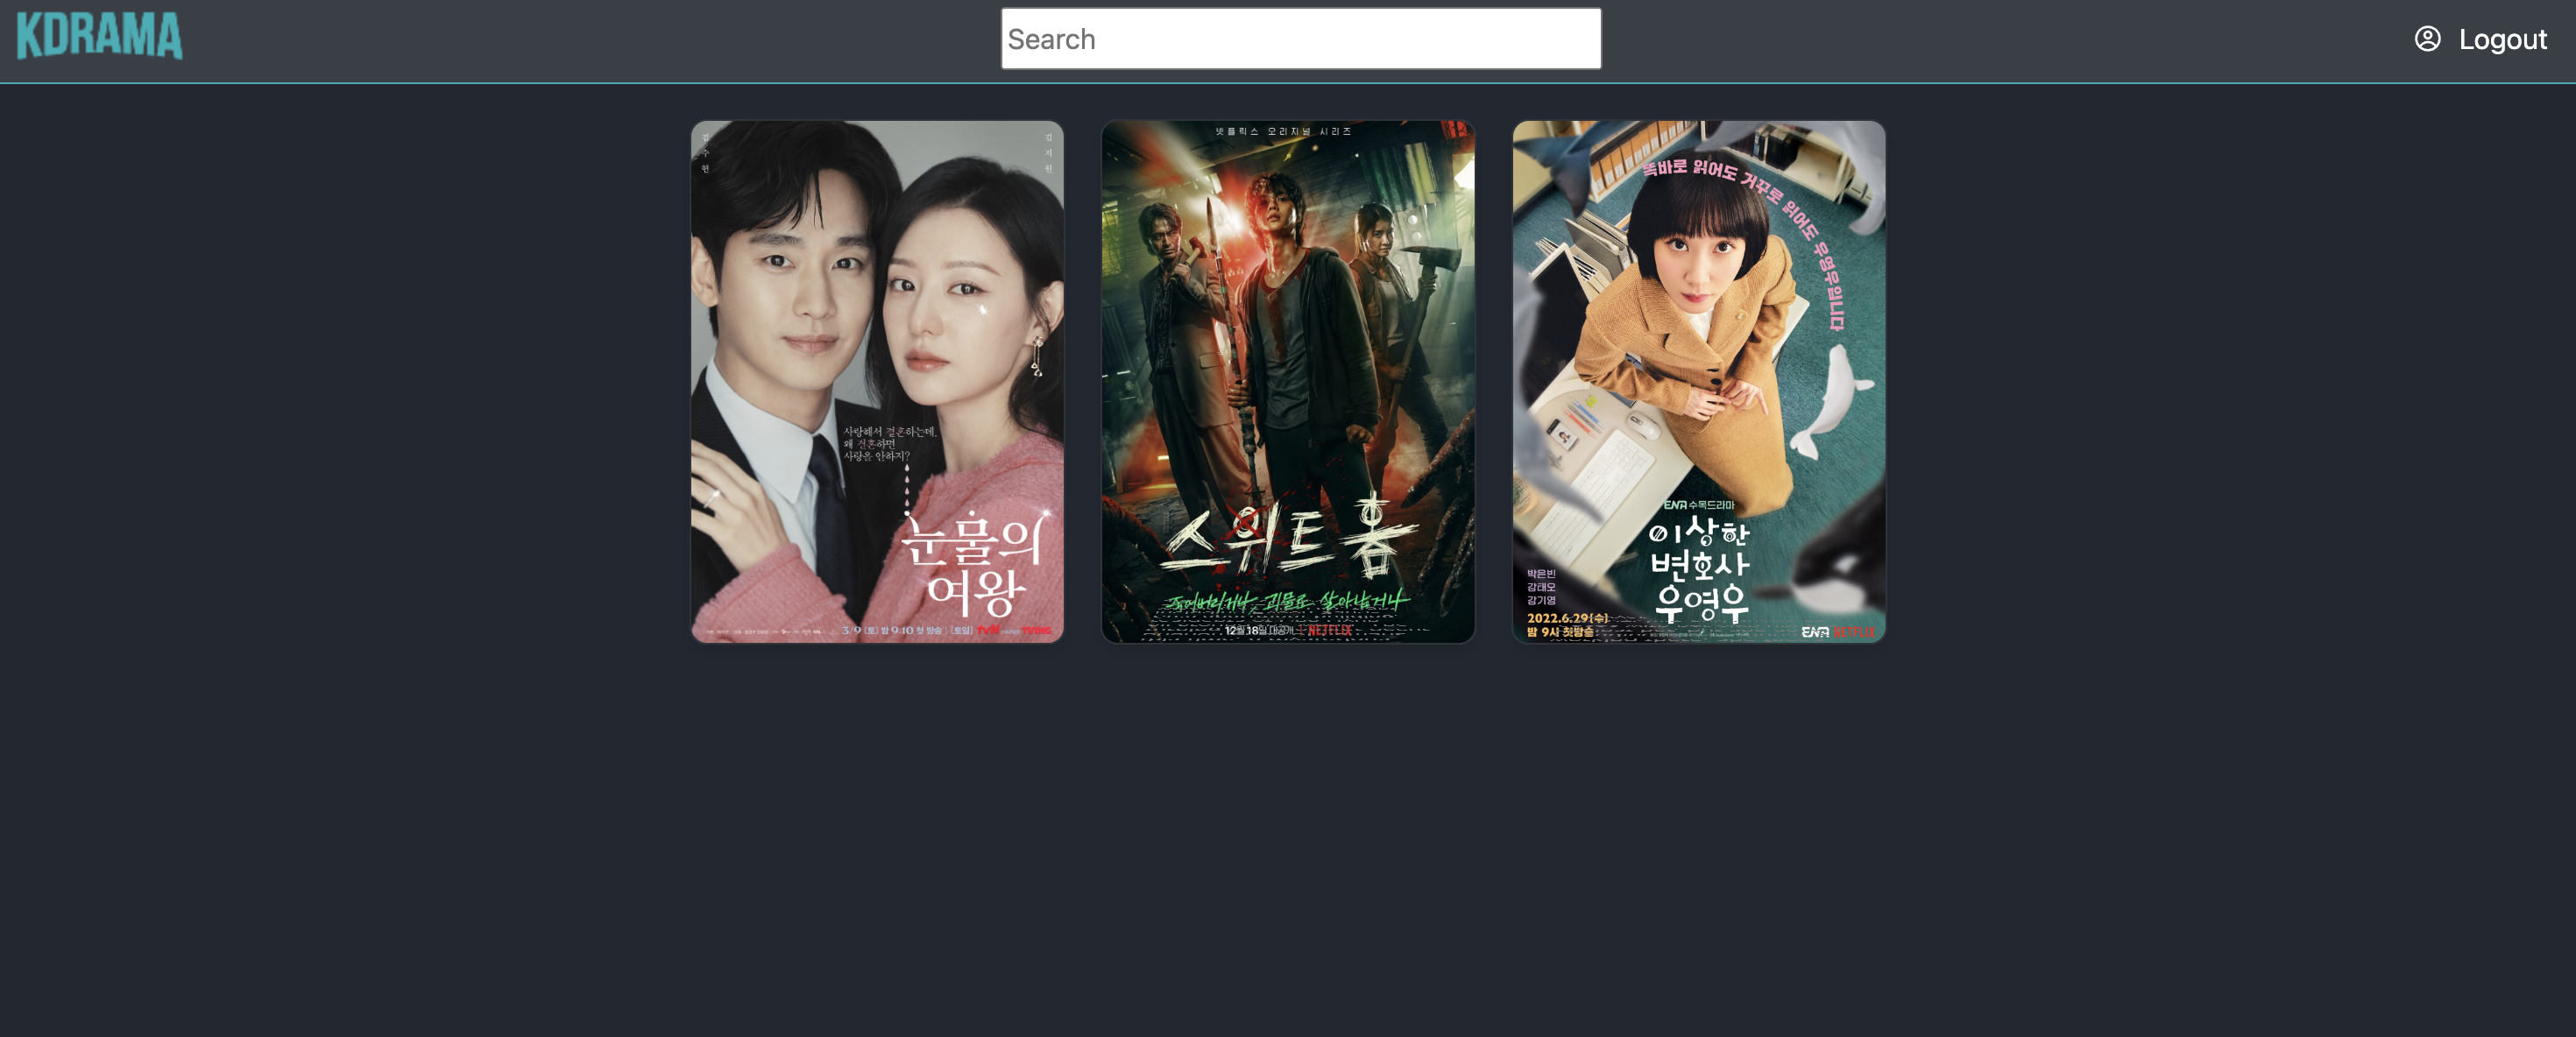 KDRAMA
Search
Logout
김수현
김지원
사랑해서 결혼하는데,
왜 결혼하면
사랑을 안하지?
눈물의
여왕
3/9 (토) 밤 9:10 첫 방송 | (토일) tvN TVING
넷플릭스 오리지널 시리즈
스위트홈
죽어버리거나, 괴물로 살아남거나
12월 18일 대공개 | NETFLIX
똑바로 읽어도 거꾸로 읽어도 우영우입니다
ENA 수목드라마
이상한
변호사
우영우
박은빈
강태오
강기영
2022.6.29(수)
밤 9시 첫방송
ENA NETFLIX